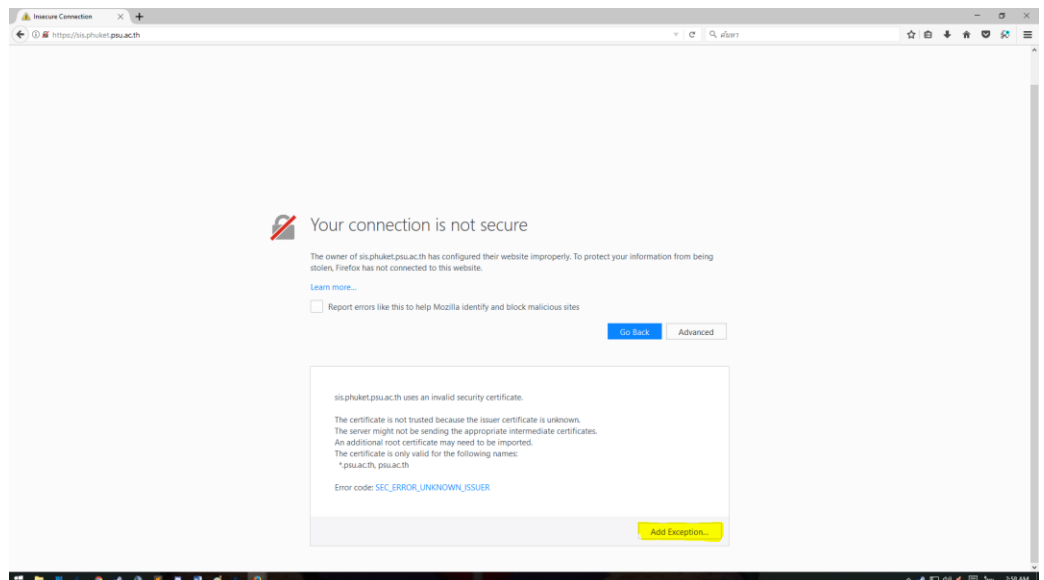 Insecure Connection
https://sis.phuket.psu.ac.th
ค้นหา
Your connection is not secure
The owner of sis.phuket.psu.ac.th has configured their website improperly. To protect your information from being
stolen, Firefox has not connected to this website.
Learn more...
Report errors like this to help Mozilla identify and block malicious sites
Go Back
Advanced
sis.phuket.psu.ac.th uses an invalid security certificate.
The certificate is not trusted because the issuer certificate is unknown.
The server might not be sending the appropriate intermediate certificates.
An additional root certificate may need to be imported.
The certificate is only valid for the following names:
*.psu.ac.th, psu.ac.th
Error code: SEC_ERROR_UNKNOWN_ISSUER
Add Exception...